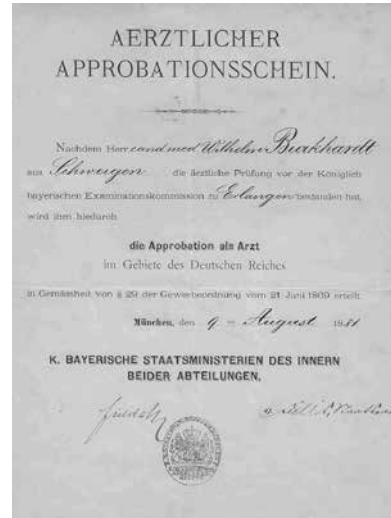 AERZTLICHER
APPROBATIONSSCHEIN.
Nachdem Herr cand med Wilhelm Burkhardt
aus Schweigen die ärztliche Prüfung vor der Königlich
bayerischen Examinationskommission zu Erlangen bestanden hat,
wird ihm hiedurch
die Approbation als Arzt
im Gebiete des Deutschen Reiches
in Gemässheit von § 29 der Gewerbeordnung vom 21. Juni 1869 erteilt.
München, den 9 = August 1881
K. BAYERISCHE STAATSMINISTERIEN DES INNERN
BEIDER ABTEILUNGEN.